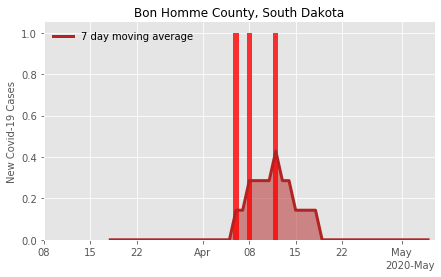 Bon Homme County, South Dakota
7 day moving average
New Covid-19 Cases
1.0
0.8
0.6
0.4
0.2
0.0
08 15 22 Apr 08 15 22 May
2020-May